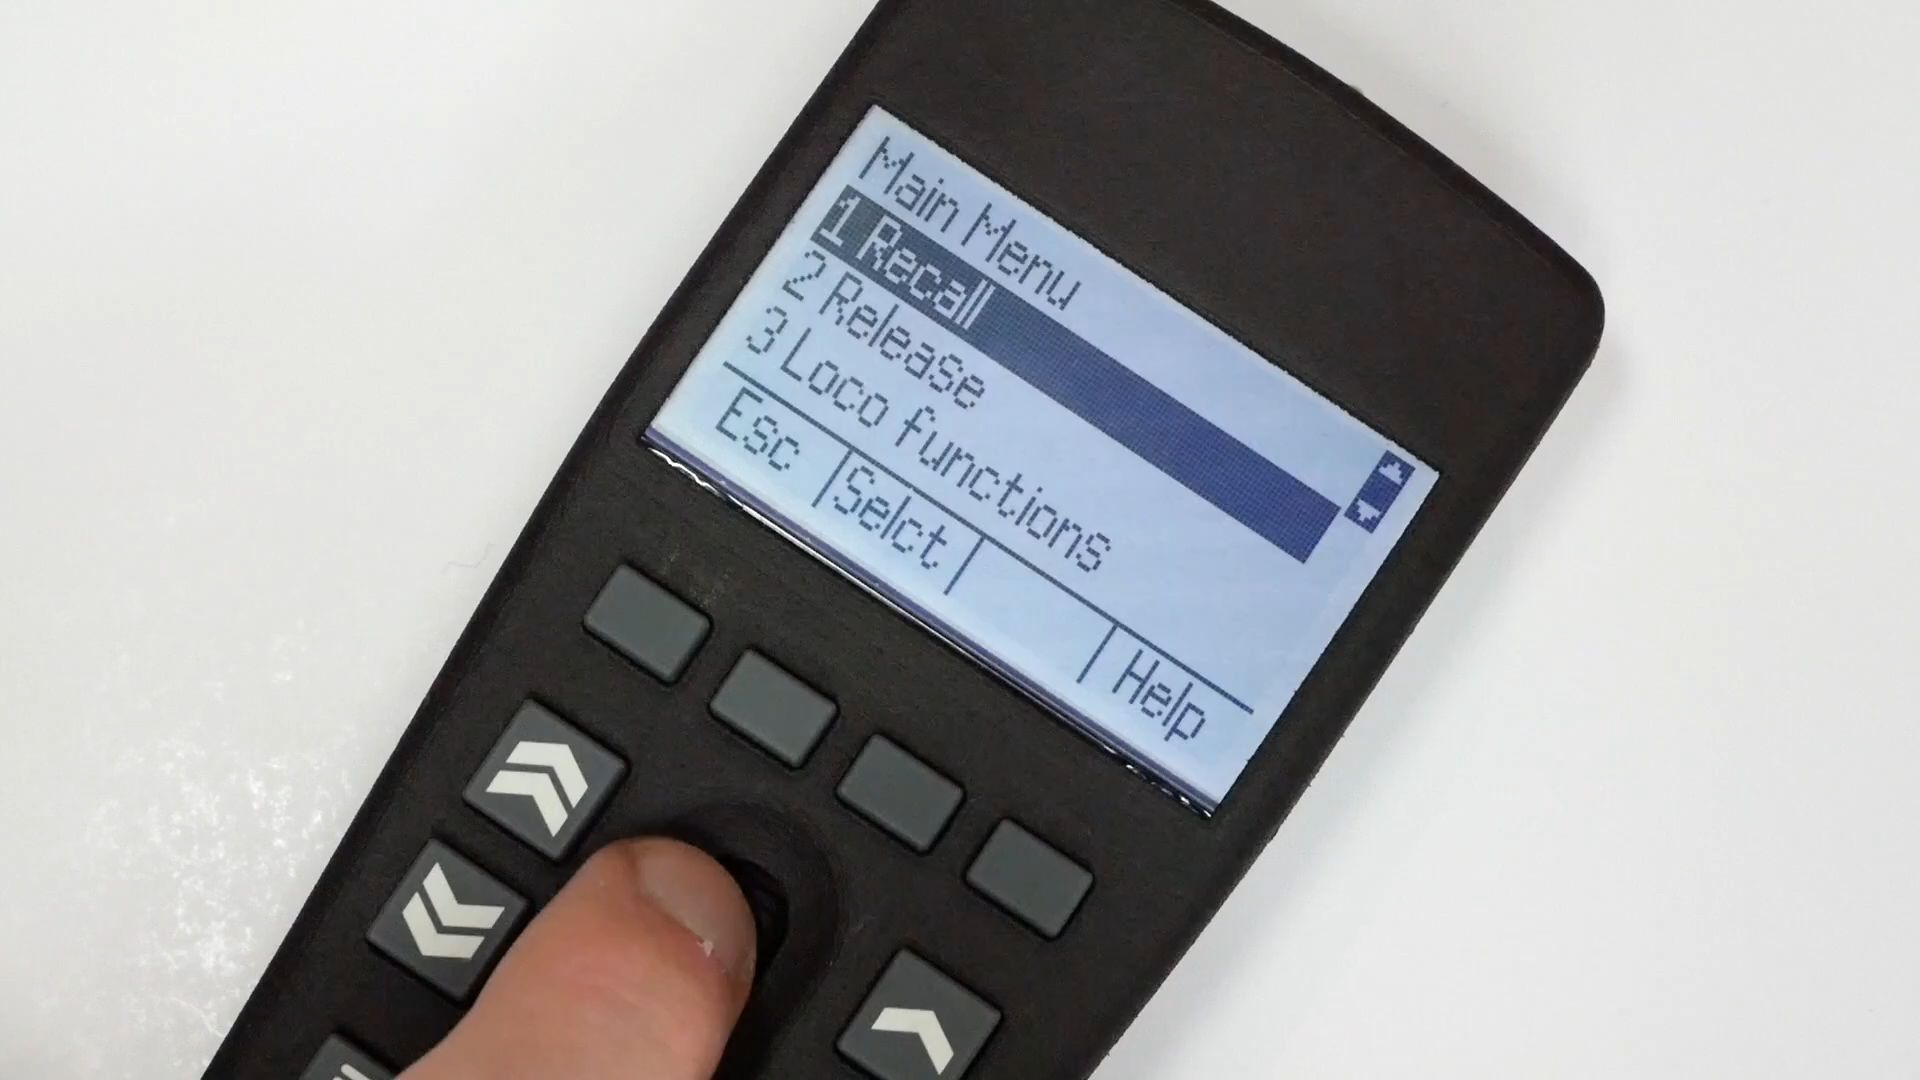 Main Menu
1 Recall
2 Release
3 Loco functions
Esc Selct Help